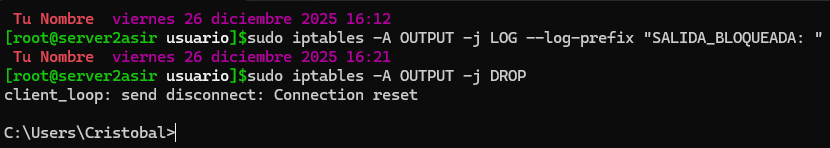 Tu Nombre  viernes 26 diciembre 2025 16:12
[root@server2asir usuario]$sudo iptables -A OUTPUT -j LOG --log-prefix "SALIDA_BLOQUEADA: "
Tu Nombre  viernes 26 diciembre 2025 16:21
[root@server2asir usuario]$sudo iptables -A OUTPUT -j DROP
client_loop: send disconnect: Connection reset
C:\Users\Cristobal>